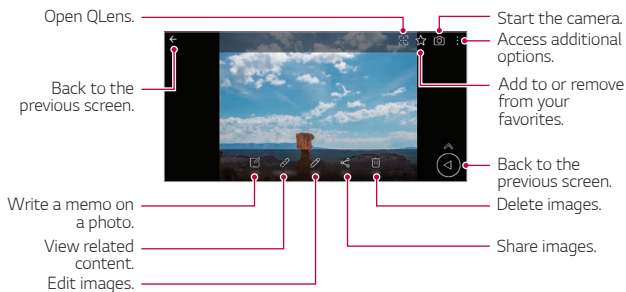 Open QLens.
Start the camera.
Access additional
options.
Back to the
previous screen.
Add to or remove
from your
favorites.
Back to the
previous screen.
Write a memo on
a photo.
Delete images.
View related
content.
Share images.
Edit images.